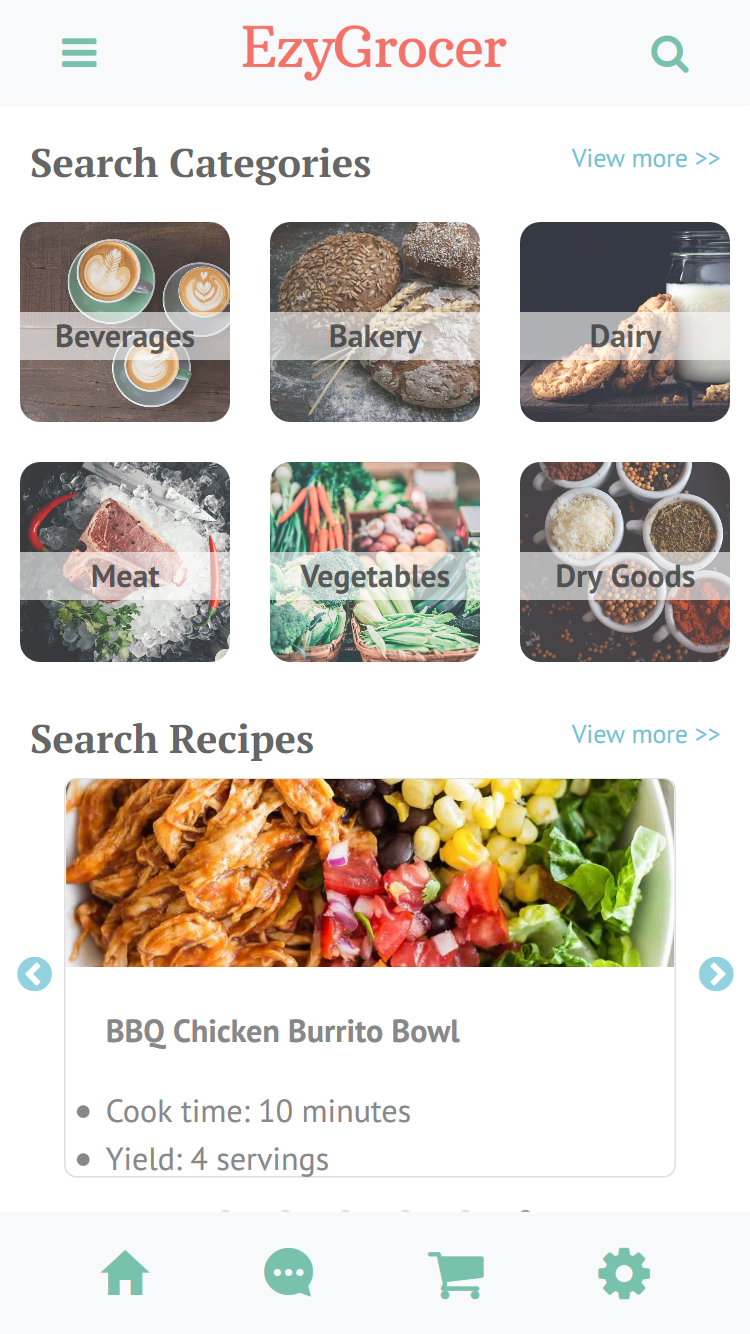 EzyGrocer
Search Categories
View more >>
Beverages
Bakery
Dairy
Meat
Vegetables
Dry Goods
Search Recipes
View more >>
BBQ Chicken Burrito Bowl
Cook time: 10 minutes
Yield: 4 servings